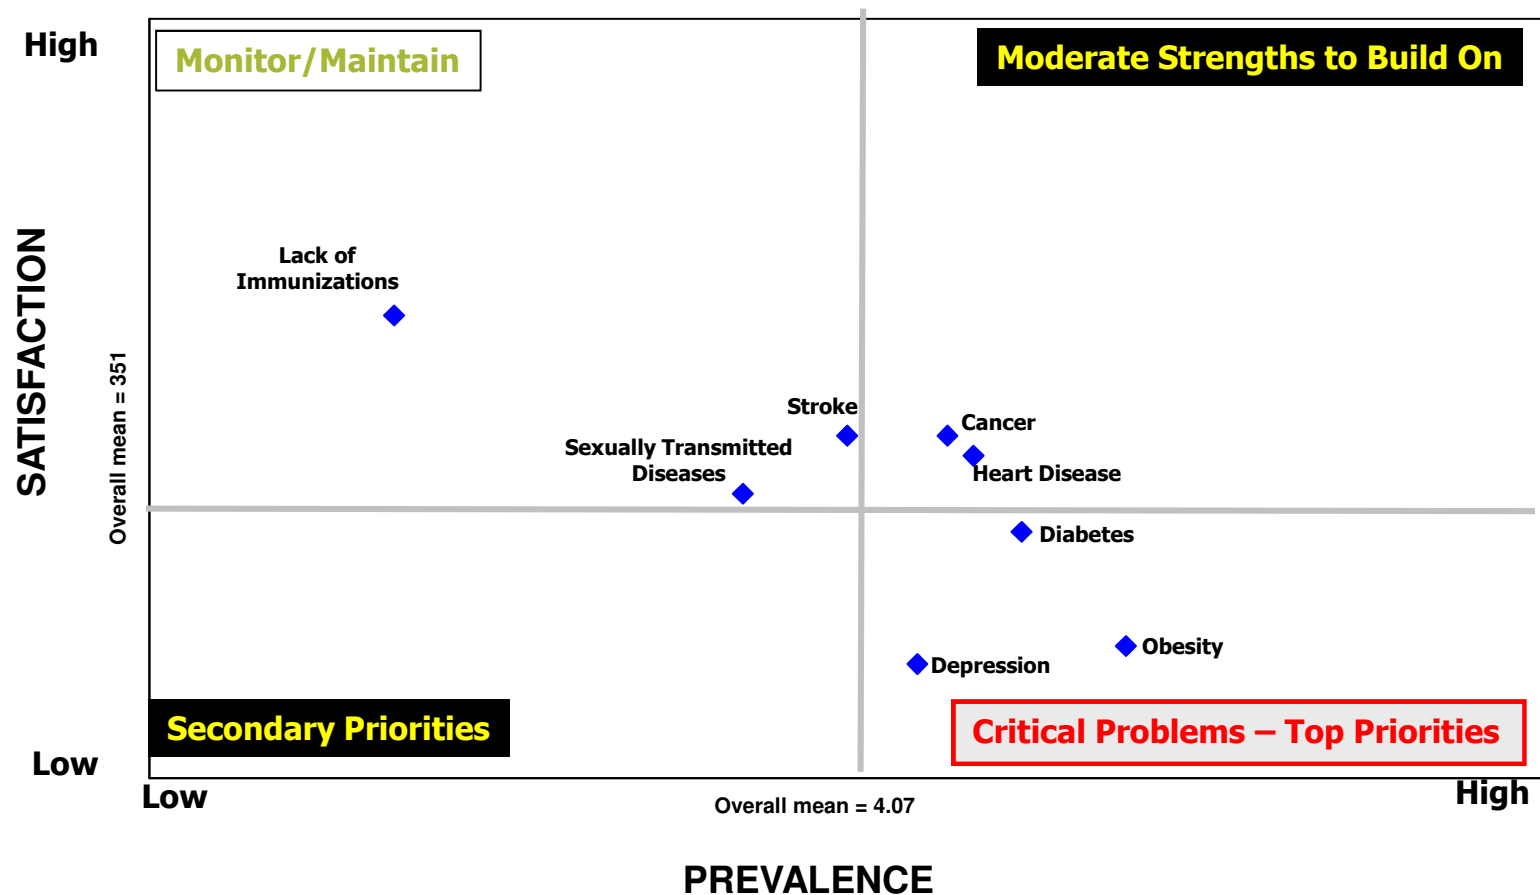 High
Monitor/Maintain
Moderate Strengths to Build On
SATISFACTION
Overall mean = 351
Lack of
Immunizations
Stroke
Cancer
Sexually Transmitted
Diseases
Heart Disease
Diabetes
Obesity
Depression
Secondary Priorities
Critical Problems – Top Priorities
Low
Low
High
Overall mean = 4.07
PREVALENCE